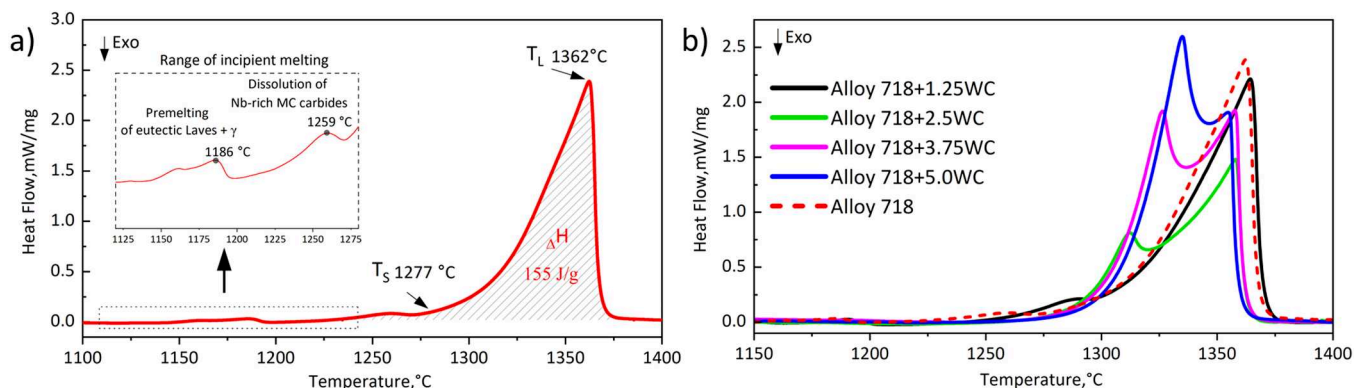 a)
Exo
Range of incipient melting
Dissolution of
Nb-rich MC carbides
1259 °C
Premelting
of eutectic Laves + γ
1186 °C
1125 1150 1175 1200 1225 1250 1275
T_L 1362°C
T_S 1277 °C
ΔH
155 J/g
Heat Flow,mW/mg
3.0
2.5
2.0
1.5
1.0
0.5
0.0
1100 1150 1200 1250 1300 1350 1400
Temperature,°C
b)
Exo
Alloy 718+1.25WC
Alloy 718+2.5WC
Alloy 718+3.75WC
Alloy 718+5.0WC
Alloy 718
Heat Flow,mW/mg
2.5
2.0
1.5
1.0
0.5
0.0
1150 1200 1250 1300 1350 1400
Temperature,°C